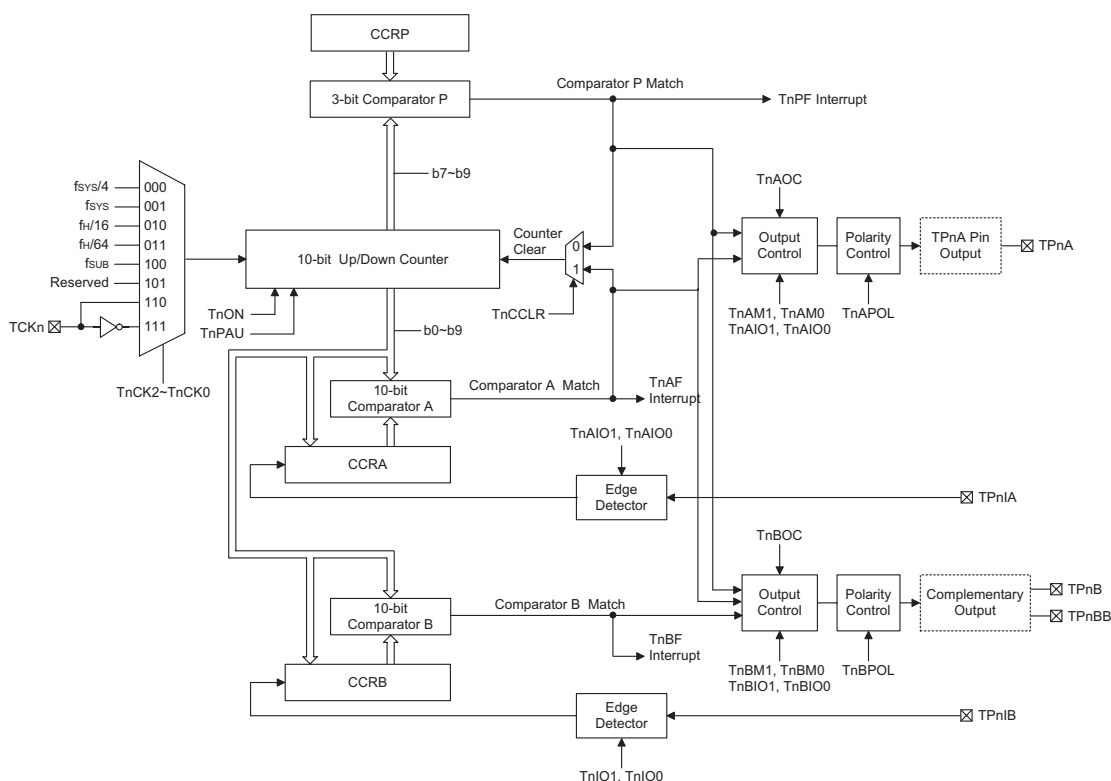 CCRP
3-bit Comparator P
Comparator P Match
TnPF Interrupt
b7~b9
fSYS/4
000
fSYS
001
fH/16
010
fH/64
011
fSUB
100
Reserved
101
110
TCKn
111
TnCK2~TnCK0
10-bit Up/Down Counter
TnON
TnPAU
Counter
Clear
0
1
TnCCLR
b0~b9
TnAOC
Output
Control
Polarity
Control
TPnA Pin
Output
TPnA
TnAM1, TnAM0
TnAIO1, TnAIO0
TnAPOL
10-bit
Comparator A
Comparator A Match
TnAF
Interrupt
CCRA
TnAIO1, TnAIO0
Edge
Detector
TPnIA
TnBOC
10-bit
Comparator B
Comparator B Match
TnBF
Interrupt
Output
Control
Polarity
Control
Complementary
Output
TPnB
TPnBB
TnBM1, TnBM0
TnBIO1, TnBIO0
TnBPOL
CCRB
Edge
Detector
TPnIB
TnIO1, TnIO0